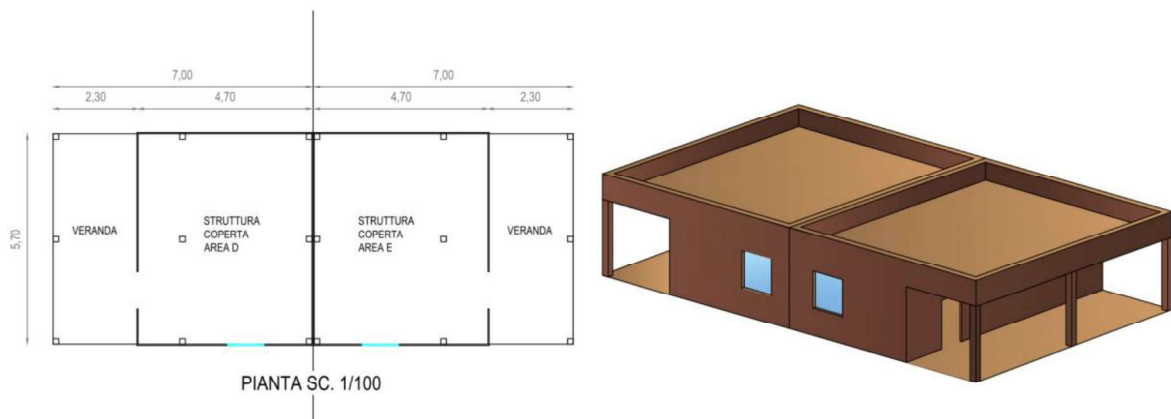 7,00 7,00
2,30 4,70 4,70 2,30
5,70
VERANDA
STRUTTURA
COPERTA
AREA D
STRUTTURA
COPERTA
AREA E
VERANDA
PIANTA SC. 1/100